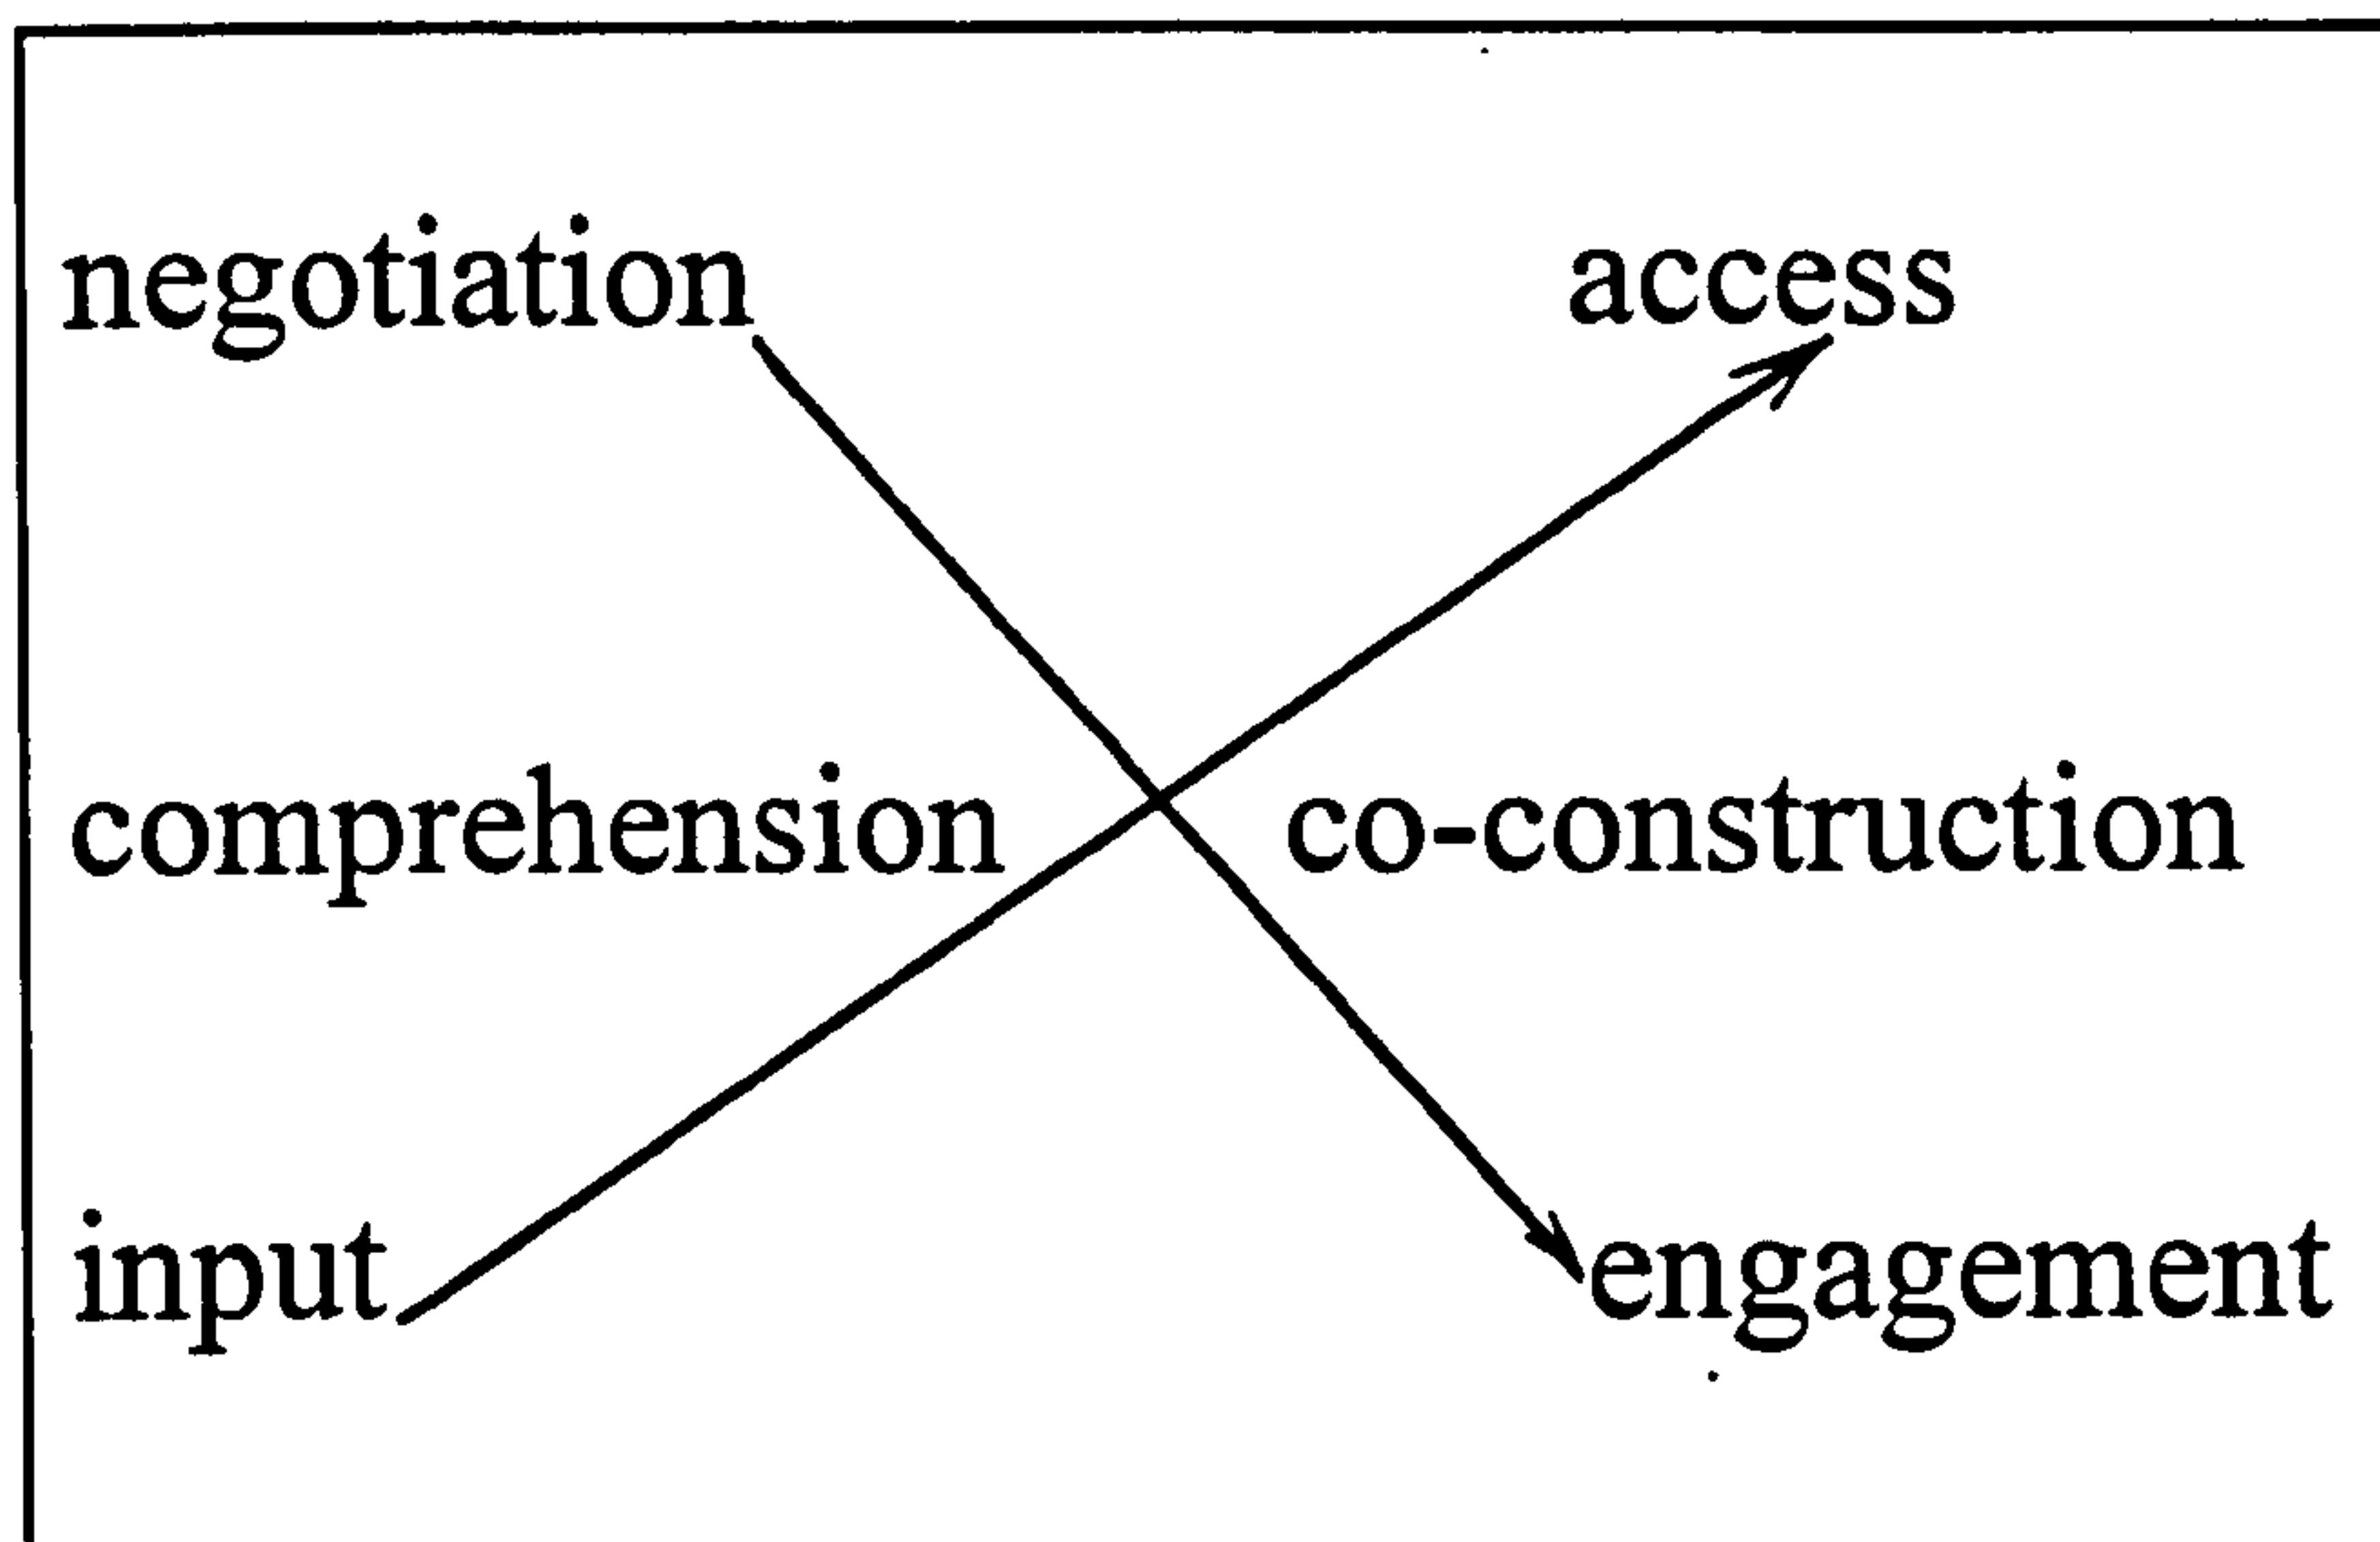 negotiation access
comprehension co-construction
input engagement